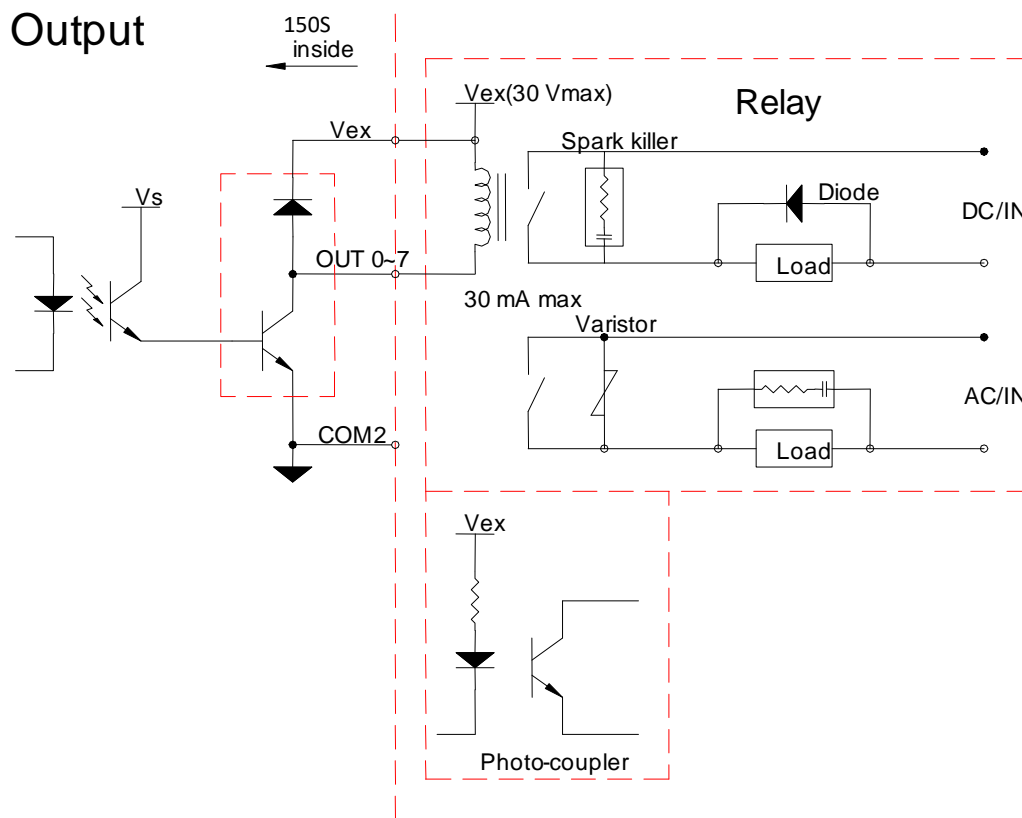 Output
150S
inside
Vex(30 Vmax)
Relay
Vex
Spark killer
Vs
Diode
DC/IN
OUT 0~7
Load
30 mA max
Varistor
AC/IN
COM2
Load
Vex
Photo-coupler